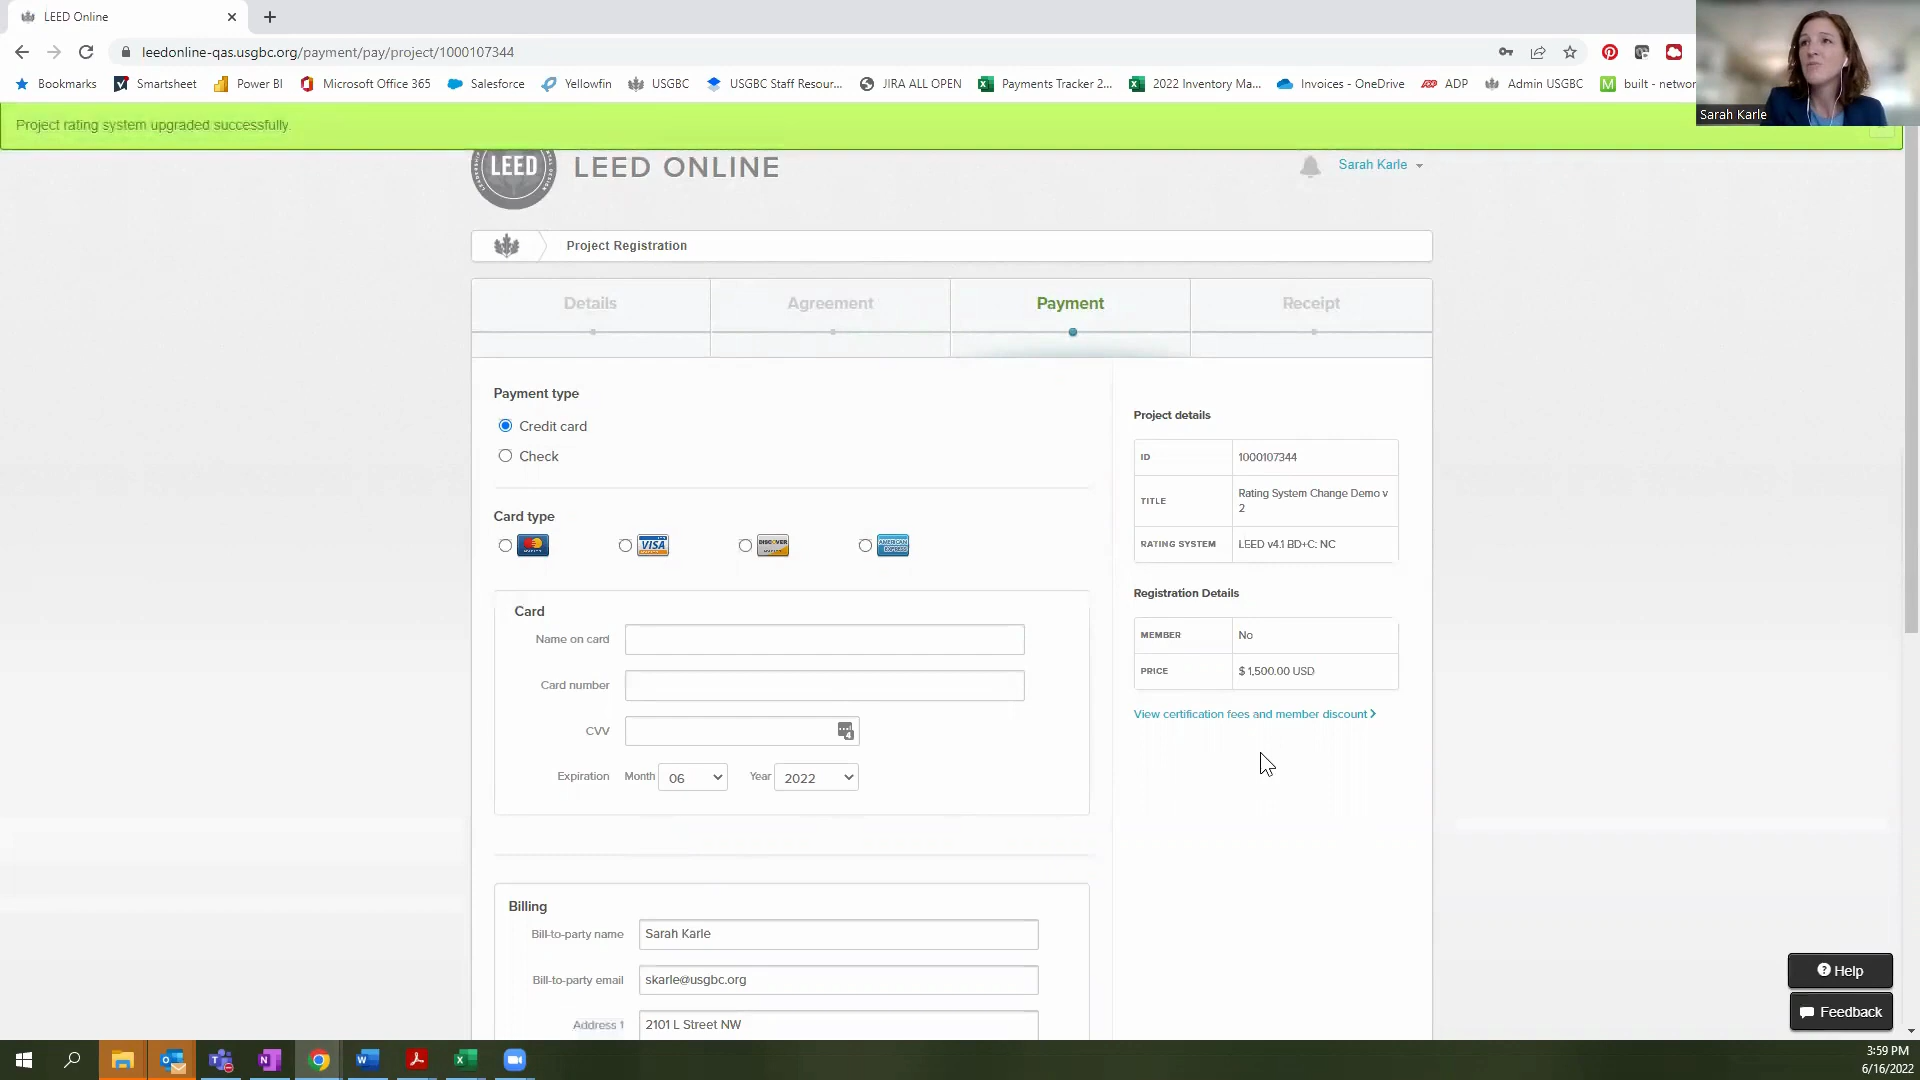 LEED Online
leedonline-qas.usgbc.org/payment/pay/project/1000107344
Bookmarks
Smartsheet
Power BI
Microsoft Office 365
Salesforce
Yellowfin
USGBC
USGBC Staff Resour...
JIRA ALL OPEN
Payments Tracker 2...
2022 Inventory Ma...
Invoices - OneDrive
ADP
Admin USGBC
built - networ
Sarah Karle
Project rating system upgraded successfully.
LEED
LEED ONLINE
Sarah Karle
Project Registration
Details
Agreement
Payment
Receipt
Payment type
Credit card
Check
Card type
VISA
DISCOVER
AMERICAN EXPRESS
Card
Name on card
Card number
CVV
Expiration
Month
06
Year
2022
Project details
ID
1000107344
TITLE
Rating System Change Demo v
2
RATING SYSTEM
LEED v4.1 BD+C: NC
Registration Details
MEMBER
No
PRICE
$ 1,500.00 USD
View certification fees and member discount
Billing
Bill-to-party name
Sarah Karle
Bill-to-party email
skarle@usgbc.org
Address 1
2101 L Street NW
Help
Feedback
3:59 PM
6/16/2022